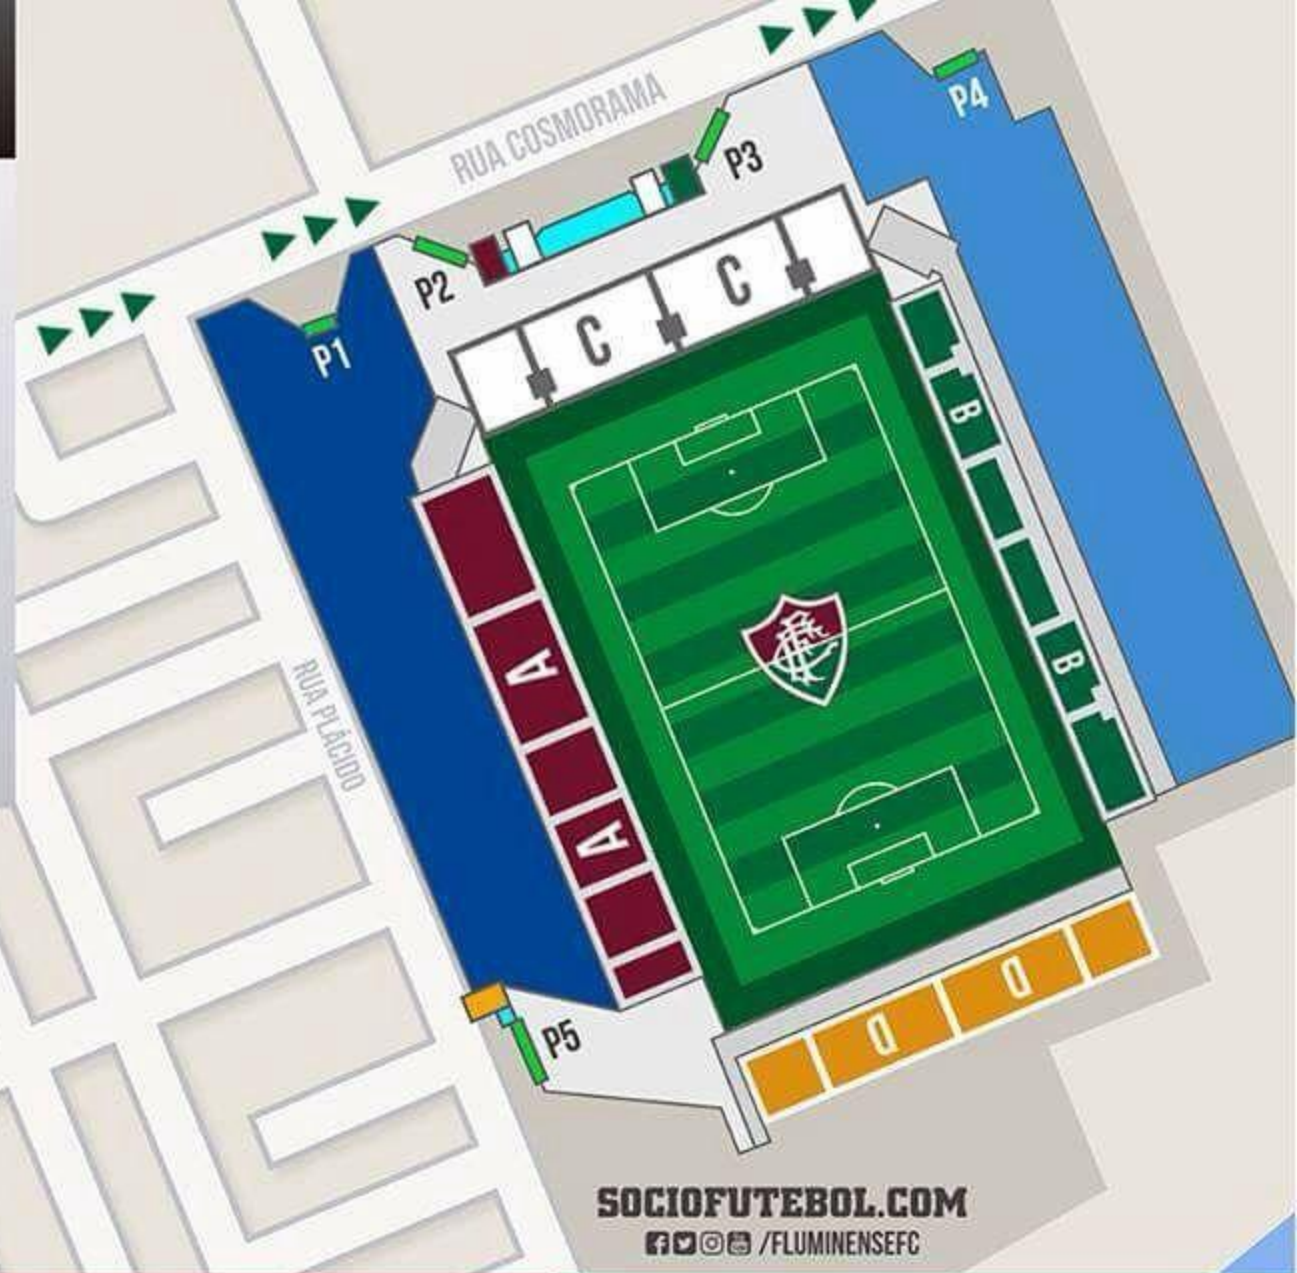 RUA COSMORAMA
P4
P3
P2
P1
C
C
B
A
B
RUA PLÁCIDO
A
D
D
P5
SOCIOFUTEBOL.COM
/FLUMINENSEFC